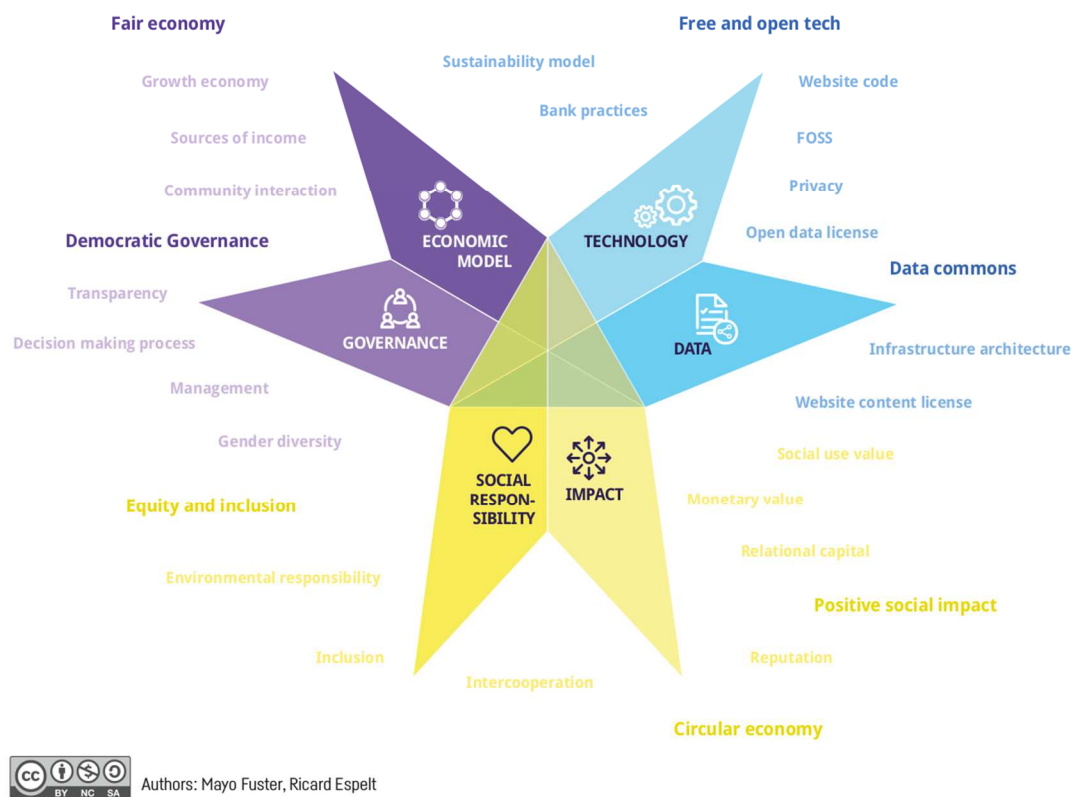 Fair economy
Free and open tech
Sustainability model
Growth economy
Website code
Bank practices
Sources of income
FOSS
Community interaction
Privacy
Open data license
Democratic Governance
ECONOMIC
MODEL
TECHNOLOGY
Data commons
Transparency
Decision making process
GOVERNANCE
DATA
Infrastructure architecture
Management
Website content license
Gender diversity
Social use value
SOCIAL
RESPON-
SIBILITY
IMPACT
Monetary value
Equity and inclusion
Relational capital
Environmental responsibility
Positive social impact
Inclusion
Reputation
Intercooperation
Circular economy
cc
BY NC SA
Authors: Mayo Fuster, Ricard Espelt